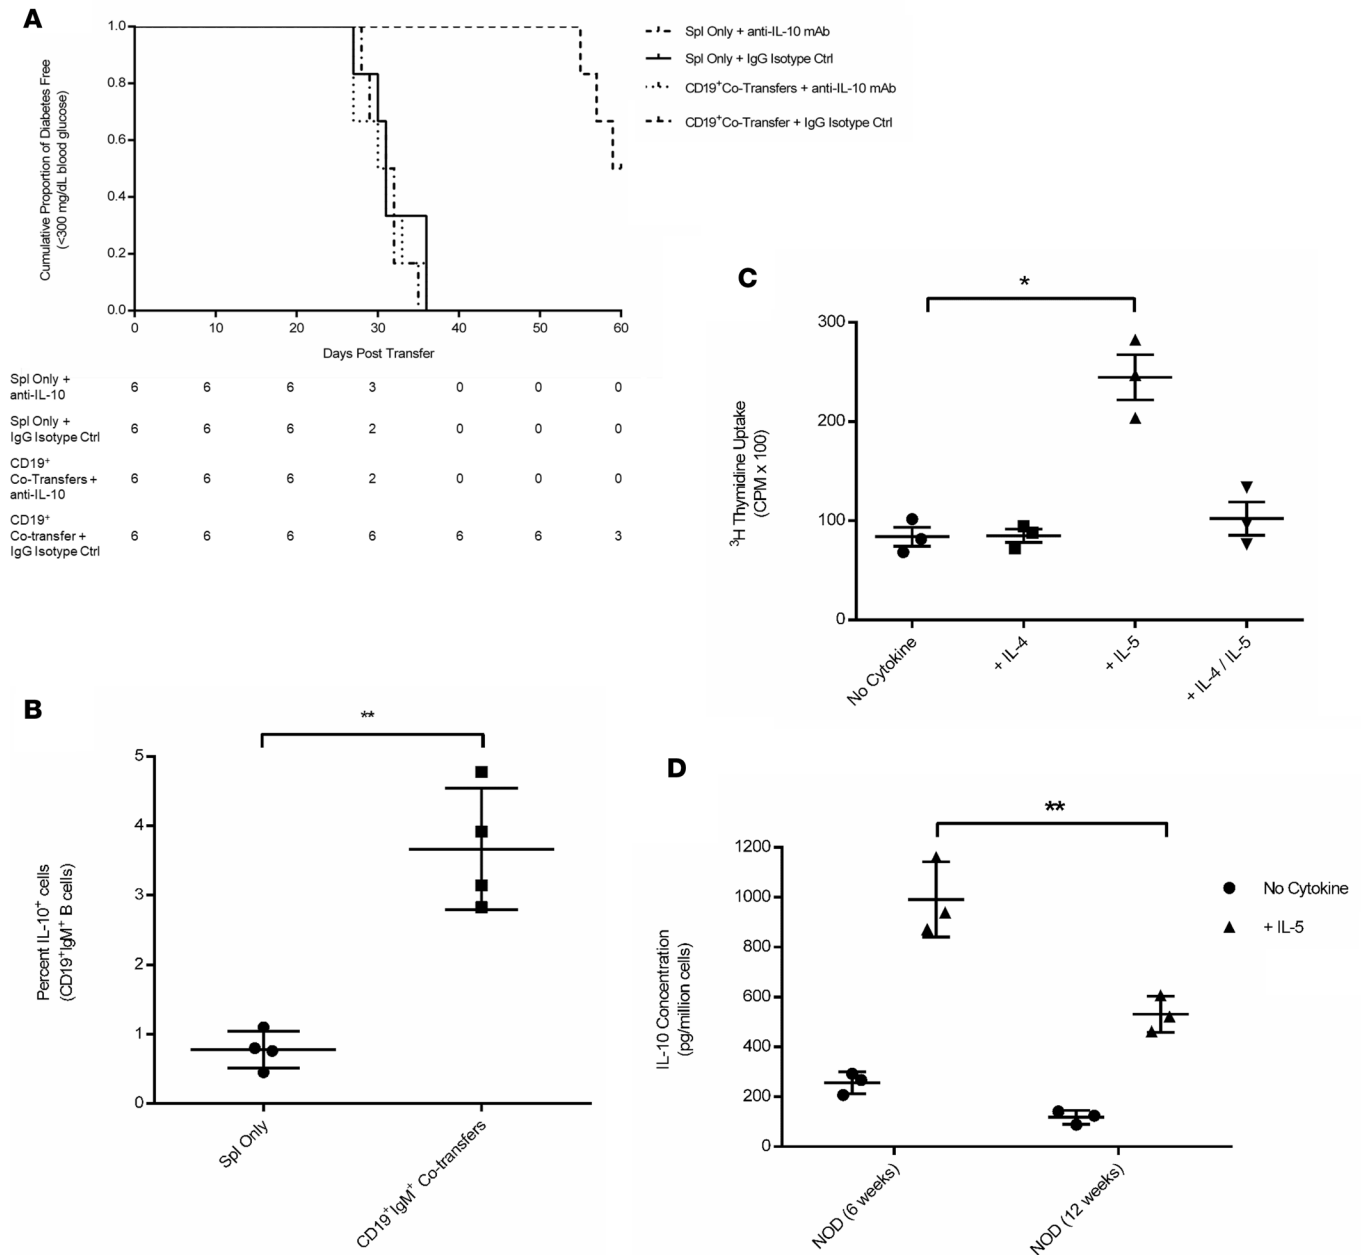 A
Cumulative Proportion of Diabetes Free
(<300 mg/dL blood glucose)
1.0
0.8
0.6
0.4
0.2
0.0
0 10 20 30 40 50 60
Days Post Transfer
Spl Only + anti-IL-10 mAb
Spl Only + IgG Isotype Ctrl
CD19+Co-Transfers + anti-IL-10 mAb
CD19+Co-Transfer + IgG Isotype Ctrl
Spl Only +
anti-IL-10
6 6 6 3 0 0 0
Spl Only +
IgG Isotype Ctrl
6 6 6 2 0 0 0
CD19+
Co-Transfers +
anti-IL-10
6 6 6 2 0 0 0
CD19+
Co-transfer +
IgG Isotype Ctrl
6 6 6 6 6 6 3
B
**
Percent IL-10+ cells
(CD19+IgM+ B cells)
5
4
3
2
1
0
Spl Only
CD19+IgM+ Co-transfers
C
*
3H Thymidine Uptake
(CPM x 100)
300
200
100
0
No Cytokine
+ IL-4
+ IL-5
+ IL-4 / IL-5
D
**
IL-10 Concentration
(pg/million cells)
1200
1000
800
600
400
200
0
NOD (6 weeks)
NOD (12 weeks)
No Cytokine
+ IL-5